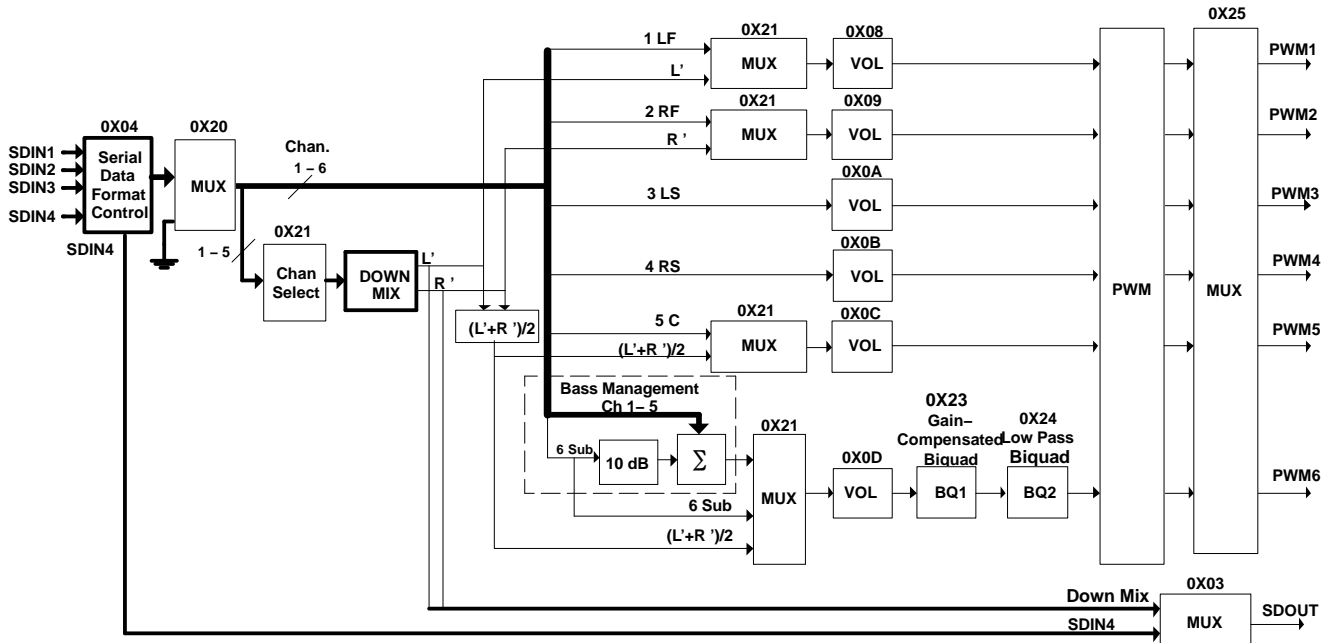 0X25
0X21
0X08
1 LF
MUX
VOL
PWM1
L’
0X21
0X09
2 RF
MUX
VOL
PWM2
R ’
0X04
0X20
Chan.
1 – 6
SDIN1
SDIN2
SDIN3
SDIN4
Serial
Data
Format
Control
MUX
0X0A
3 LS
VOL
PWM3
SDIN4
1 – 5
0X21
Chan
Select
DOWN
MIX
L’
R ’
0X0B
4 RS
VOL
PWM4
PWM
MUX
(L’+R ’)/2
0X21
0X0C
5 C
MUX
VOL
PWM5
(L’+R ’)/2
Bass Management
Ch 1– 5
6 Sub
10 dB
Σ
0X21
MUX
0X0D
VOL
0X23
Gain–
Compensated
Biquad
BQ1
0X24
Low Pass
Biquad
BQ2
PWM6
6 Sub
(L’+R ’)/2
0X03
Down Mix
SDIN4
MUX
SDOUT